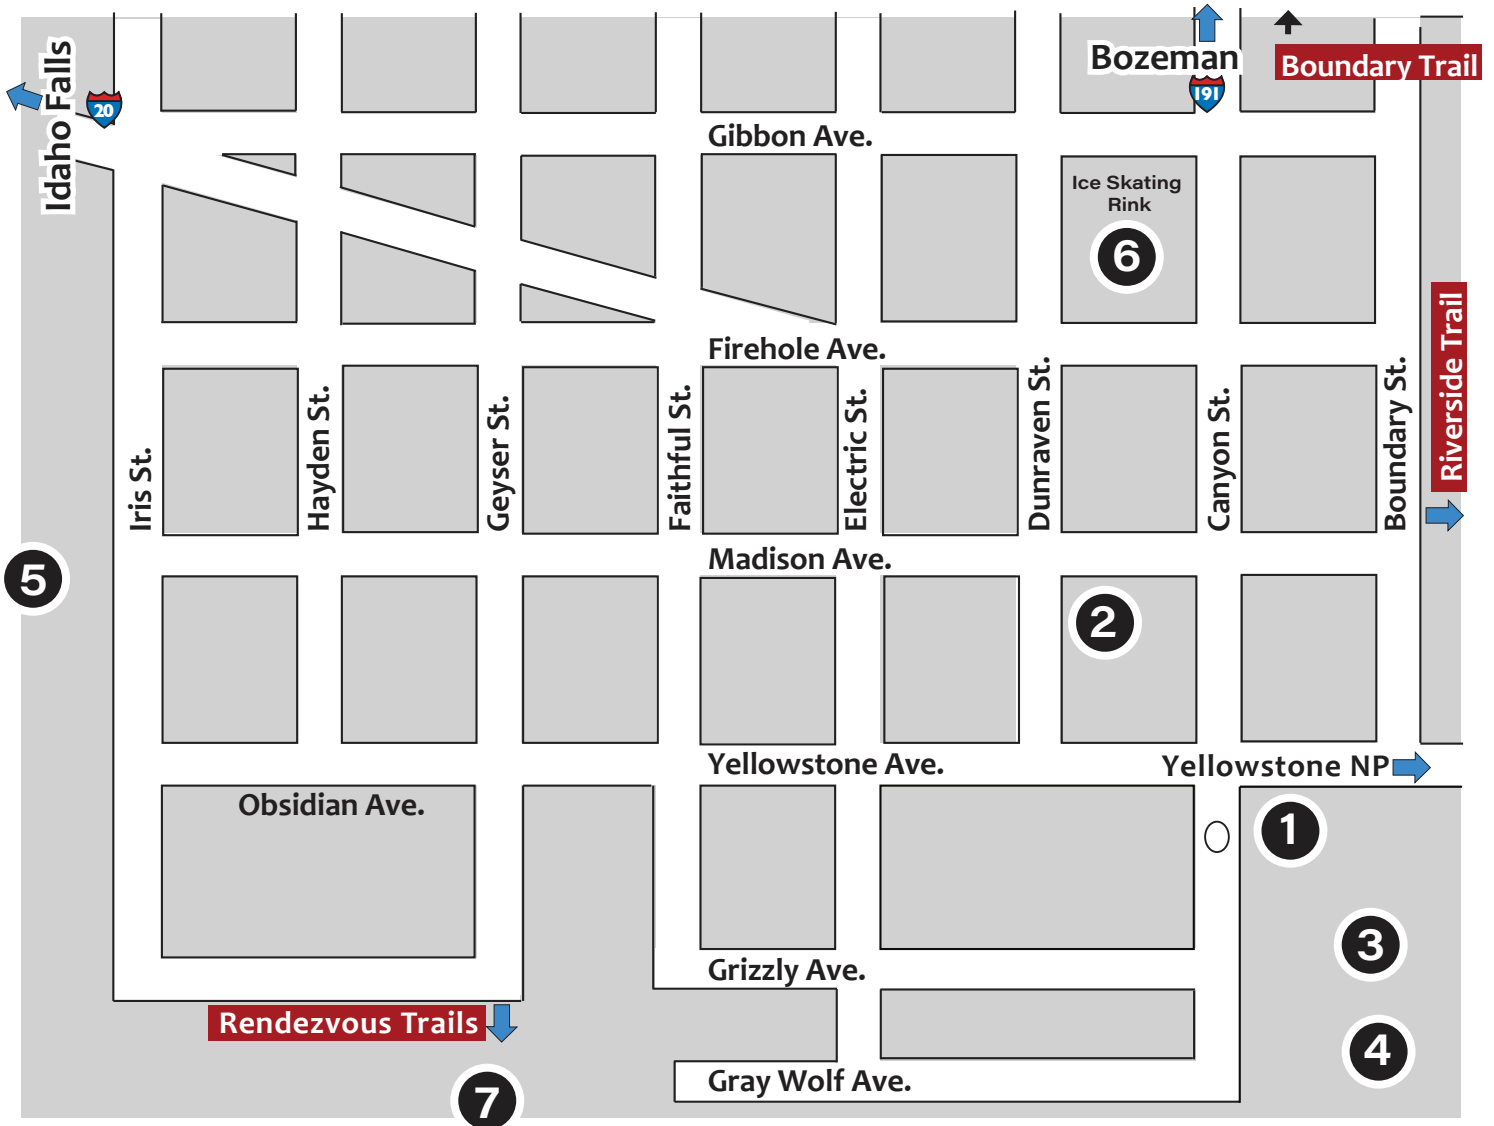 Bozeman
Boundary Trail
Idaho Falls
20
191
Gibbon Ave.
Ice Skating
Rink
6
Riverside Trail
Firehole Ave.
Iris St.
Hayden St.
Geyser St.
Faithful St.
Electric St.
Dunraven St.
Canyon St.
Boundary St.
Madison Ave.
5
2
Yellowstone Ave.
Yellowstone NP
Obsidian Ave.
1
3
Grizzly Ave.
Rendezvous Trails
4
Gray Wolf Ave.
7